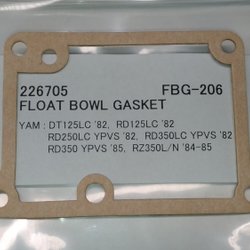 226705 FBG-206
FLOAT BOWL GASKET
YAM : DT125LC '82, RD125LC '82
RD250LC YPVS '82, RD350LC YPVS '82
RD350 YPVS '85, RZ350L/N '84-85